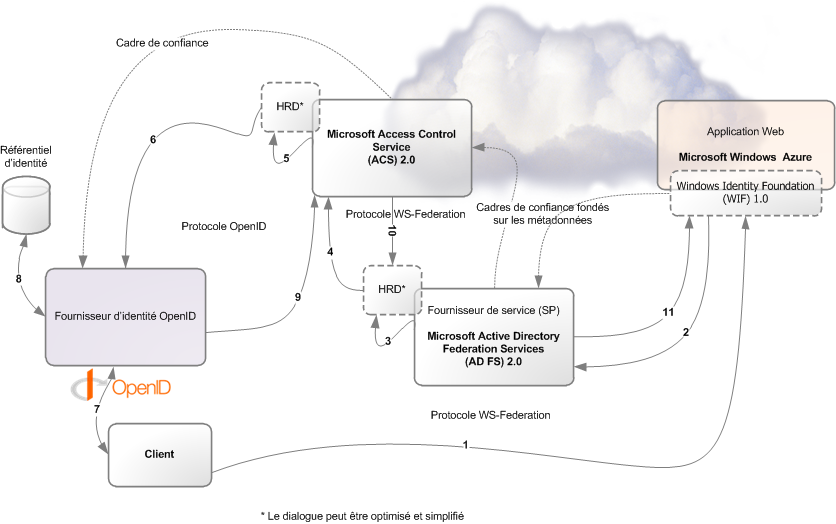 Cadre de confiance
HRD*
6
5
Microsoft Access Control
Service
(ACS) 2.0
Application Web
Microsoft Windows Azure
Windows Identity Foundation
(WIF) 1.0
Référentiel
d'identité
Protocole OpenID
Protocole WS-Federation
Cadres de confiance fondés
sur les métadonnées
10
4
8
9
HRD*
3
Fournisseur de service (SP)
Microsoft Active Directory
Federation Services
(AD FS) 2.0
11
2
Fournisseur d'identité OpenID
OpenID
7
Protocole WS-Federation
Client
1
* Le dialogue peut être optimisé et simplifié